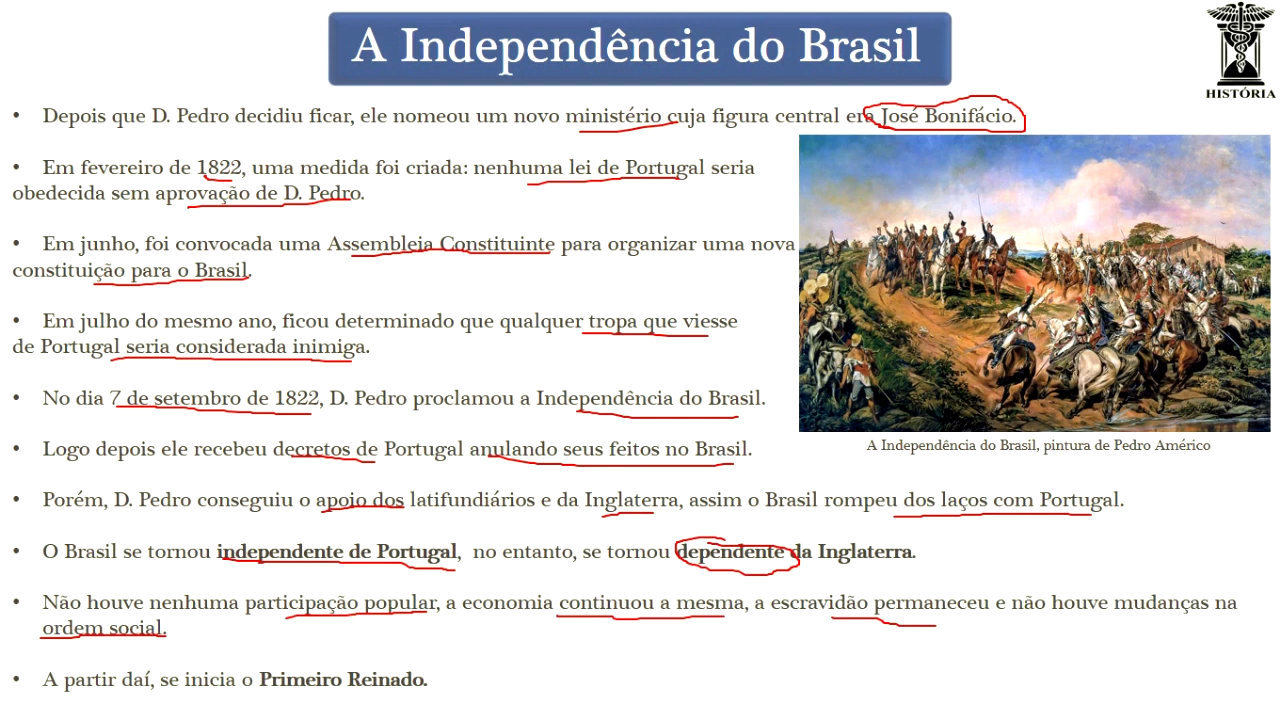 A Independência do Brasil
HISTÓRIA
• Depois que D. Pedro decidiu ficar, ele nomeou um novo ministério cuja figura central era José Bonifácio.
• Em fevereiro de 1822, uma medida foi criada: nenhuma lei de Portugal seria
obedecida sem aprovação de D. Pedro.
• Em junho, foi convocada uma Assembleia Constituinte para organizar uma nova
constituição para o Brasil.
• Em julho do mesmo ano, ficou determinado que qualquer tropa que viesse
de Portugal seria considerada inimiga.
• No dia 7 de setembro de 1822, D. Pedro proclamou a Independência do Brasil.
A Independência do Brasil, pintura de Pedro Américo
• Logo depois ele recebeu decretos de Portugal anulando seus feitos no Brasil.
• Porém, D. Pedro conseguiu o apoio dos latifundiários e da Inglaterra, assim o Brasil rompeu dos laços com Portugal.
• O Brasil se tornou independente de Portugal, no entanto, se tornou dependente da Inglaterra.
• Não houve nenhuma participação popular, a economia continuou a mesma, a escravidão permaneceu e não houve mudanças na
ordem social.
• A partir daí, se inicia o Primeiro Reinado.